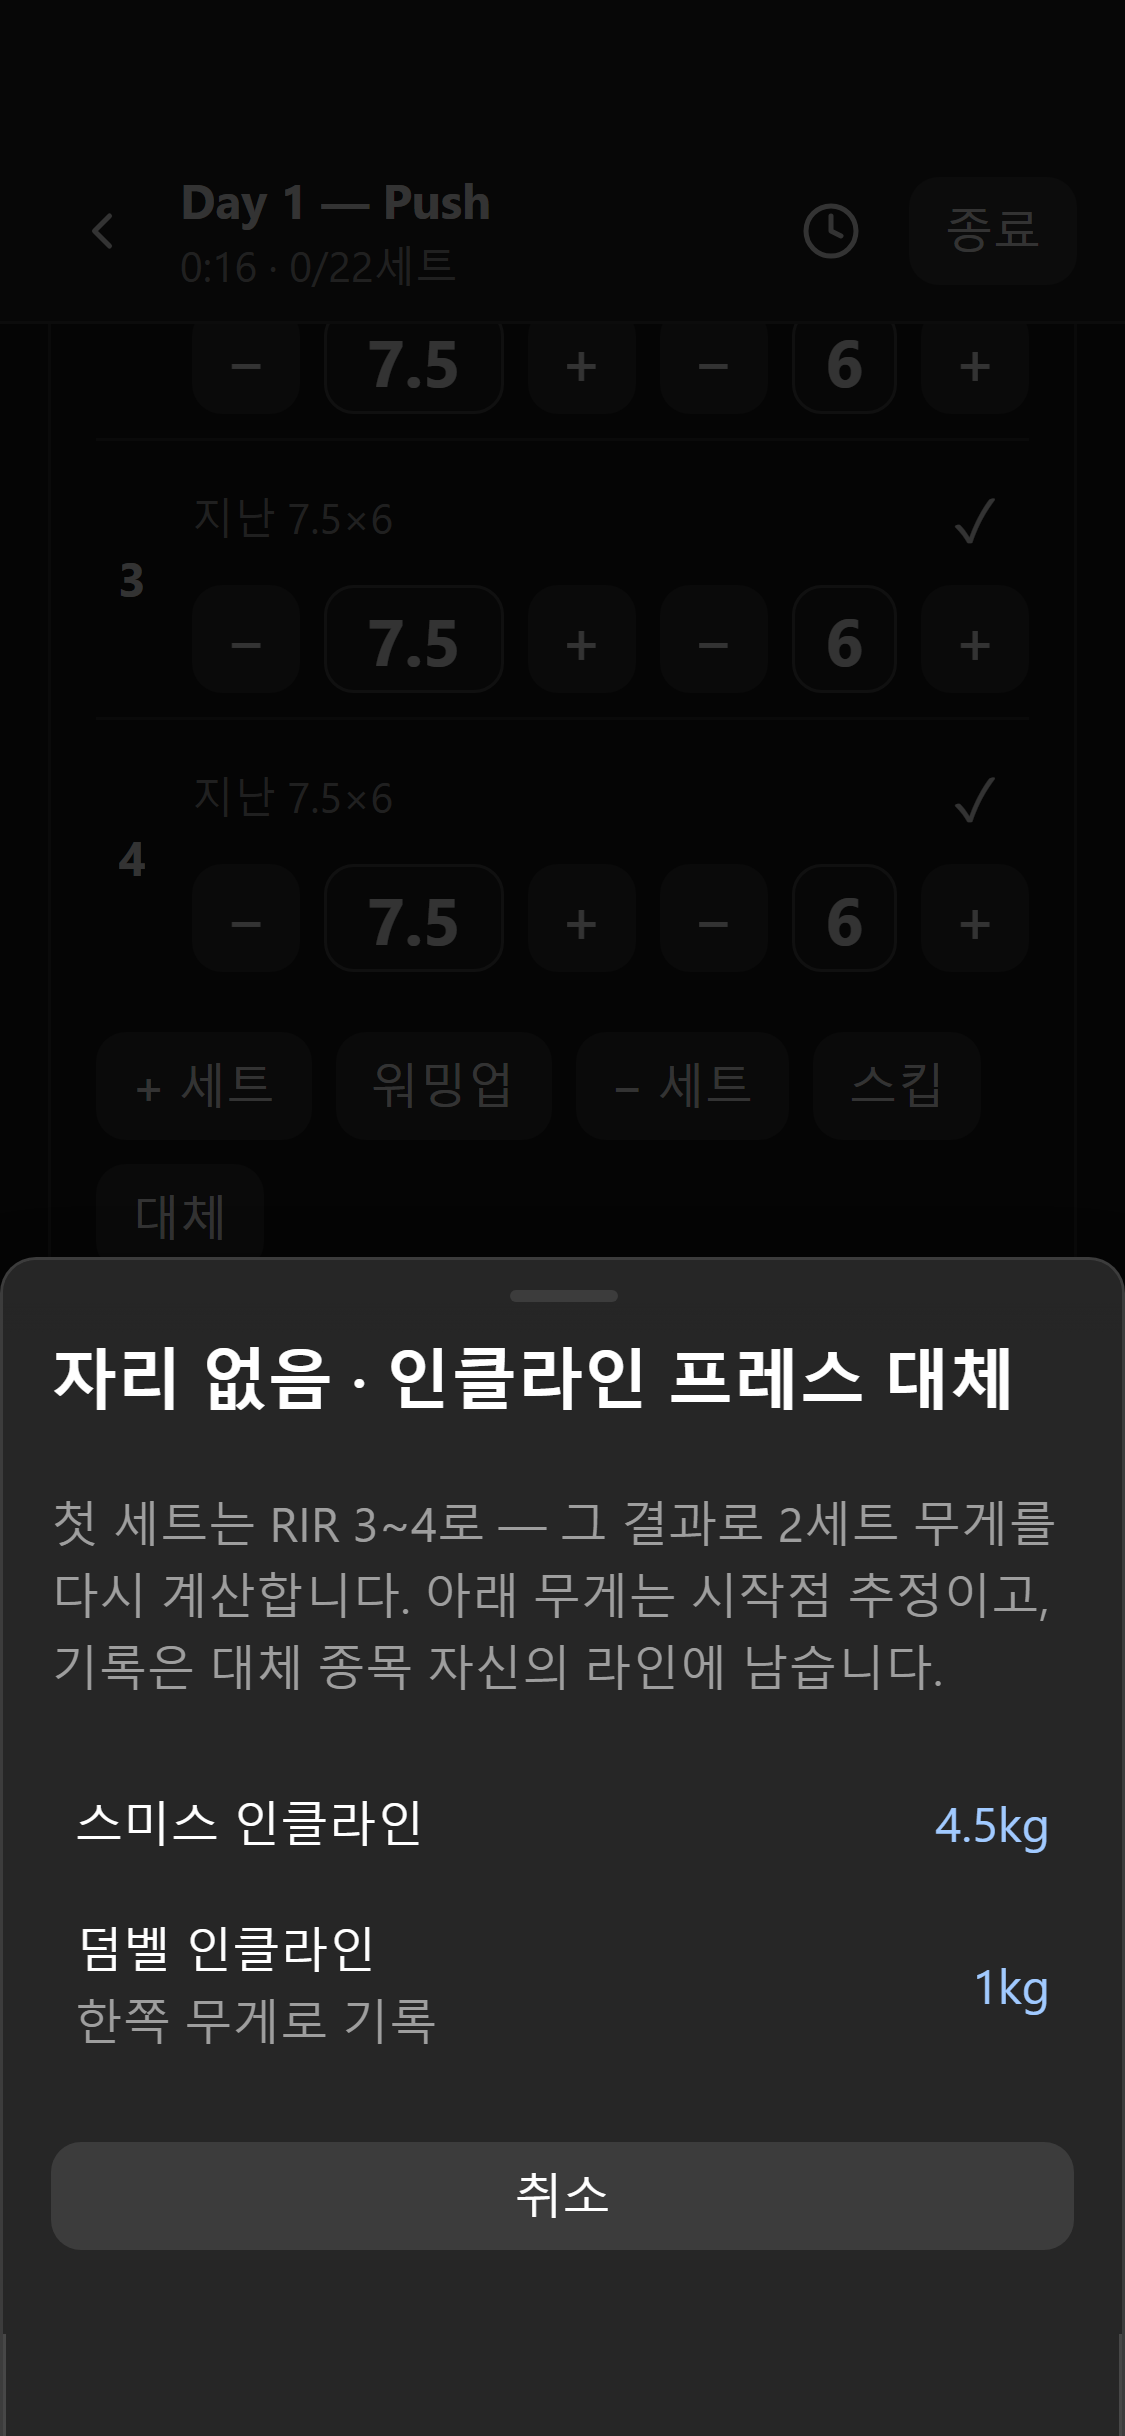 Day 1 — Push
0:16 · 0/22세트
종료
− 7.5 + − 6 +
지난 7.5×6 ✓
3
− 7.5 + − 6 +
지난 7.5×6 ✓
4
− 7.5 + − 6 +
+ 세트 워밍업 − 세트 스킵
대체
자리 없음 · 인클라인 프레스 대체
첫 세트는 RIR 3~4로 — 그 결과로 2세트 무게를
다시 계산합니다. 아래 무게는 시작점 추정이고,
기록은 대체 종목 자신의 라인에 남습니다.
스미스 인클라인 4.5kg
덤벨 인클라인
한쪽 무게로 기록
1kg
취소